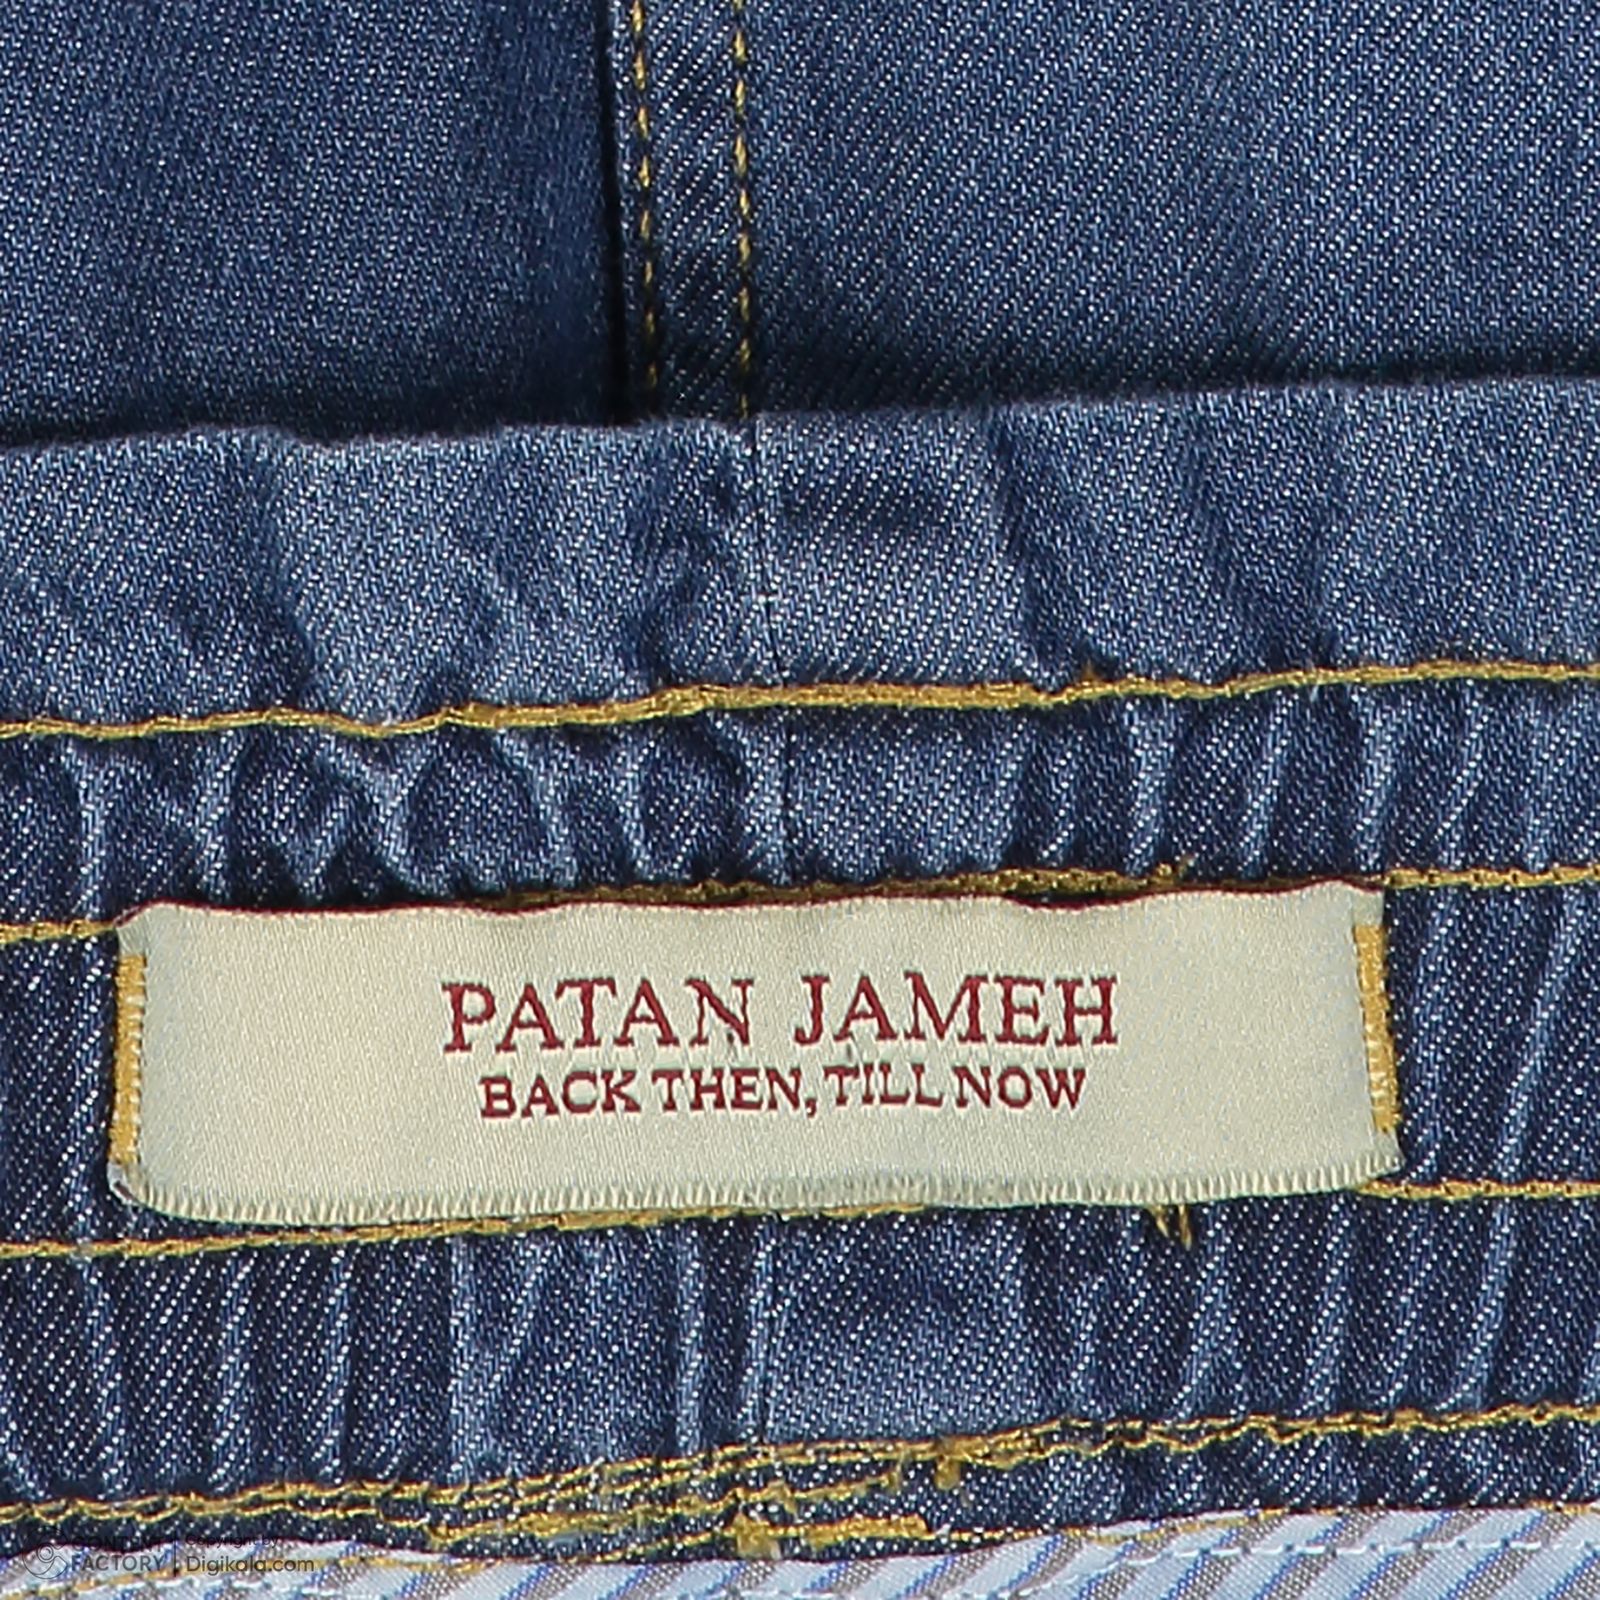 PATAN JAMEH
BACK THEN, TILL NOW
CONTENT
FACTORY
Copyright by
Digikala.com